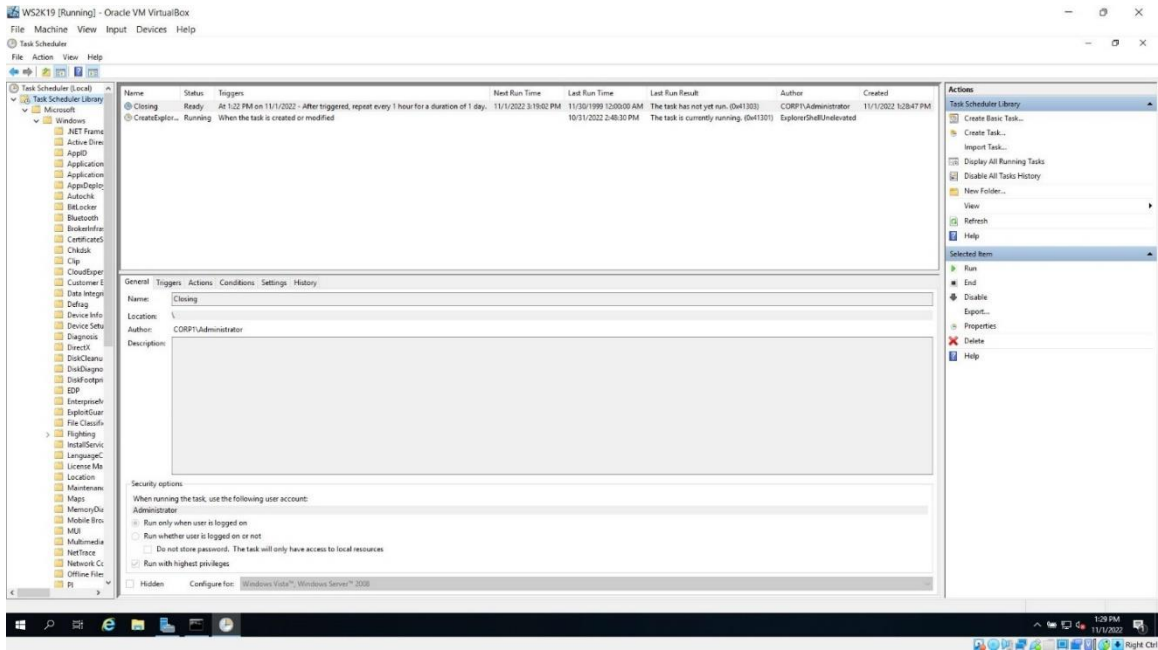 WS2K19 [Running] - Oracle VM VirtualBox
File Machine View Input Devices Help
Task Scheduler
File Action View Help
Task Scheduler (Local)
Task Scheduler Library
Microsoft
Windows
.NET Frame
Active Direc
AppID
Application
Application
AppxDeploy
Autochk
BitLocker
Bluetooth
BrokerInfras
CertificateS
Chkdsk
Clip
CloudExper
Customer E
Data Integri
Defrag
Device Info
Device Setu
Diagnosis
DirectX
DiskCleanu
DiskDiagno
DiskFootpri
EDP
EnterpriseM
ExploitGuar
File Classifi
Flighting
InstallServic
LanguageC
License Ma
Location
Maintenanc
Maps
MemoryDia
Mobile Broa
MUI
Multimedia
NetTrace
Network Cc
Offline Files
PI
Name Status Triggers Next Run Time Last Run Time Last Run Result Author Created
Closing Ready At 1:22 PM on 11/1/2022 - After triggered, repeat every 1 hour for a duration of 1 day. 11/1/2022 3:19:02 PM 11/30/1999 12:00:00 AM The task has not yet run. (0x41303) CORP1\Administrator 11/1/2022 1:28:47 PM
CreateExplor... Running When the task is created or modified 10/31/2022 2:48:30 PM The task is currently running. (0x41301) ExplorerShellUnelevated
General Triggers Actions Conditions Settings History
Name: Closing
Location: \
Author: CORP1\Administrator
Description:
Security options
When running the task, use the following user account:
Administrator
Run only when user is logged on
Run whether user is logged on or not
Do not store password. The task will only have access to local resources
Run with highest privileges
Hidden Configure for: Windows Vista™, Windows Server™ 2008
Actions
Task Scheduler Library
Create Basic Task...
Create Task...
Import Task...
Display All Running Tasks
Disable All Tasks History
New Folder...
View
Refresh
Help
Selected Item
Run
End
Disable
Export...
Properties
Delete
Help
1:29 PM
11/1/2022
Right Ctrl